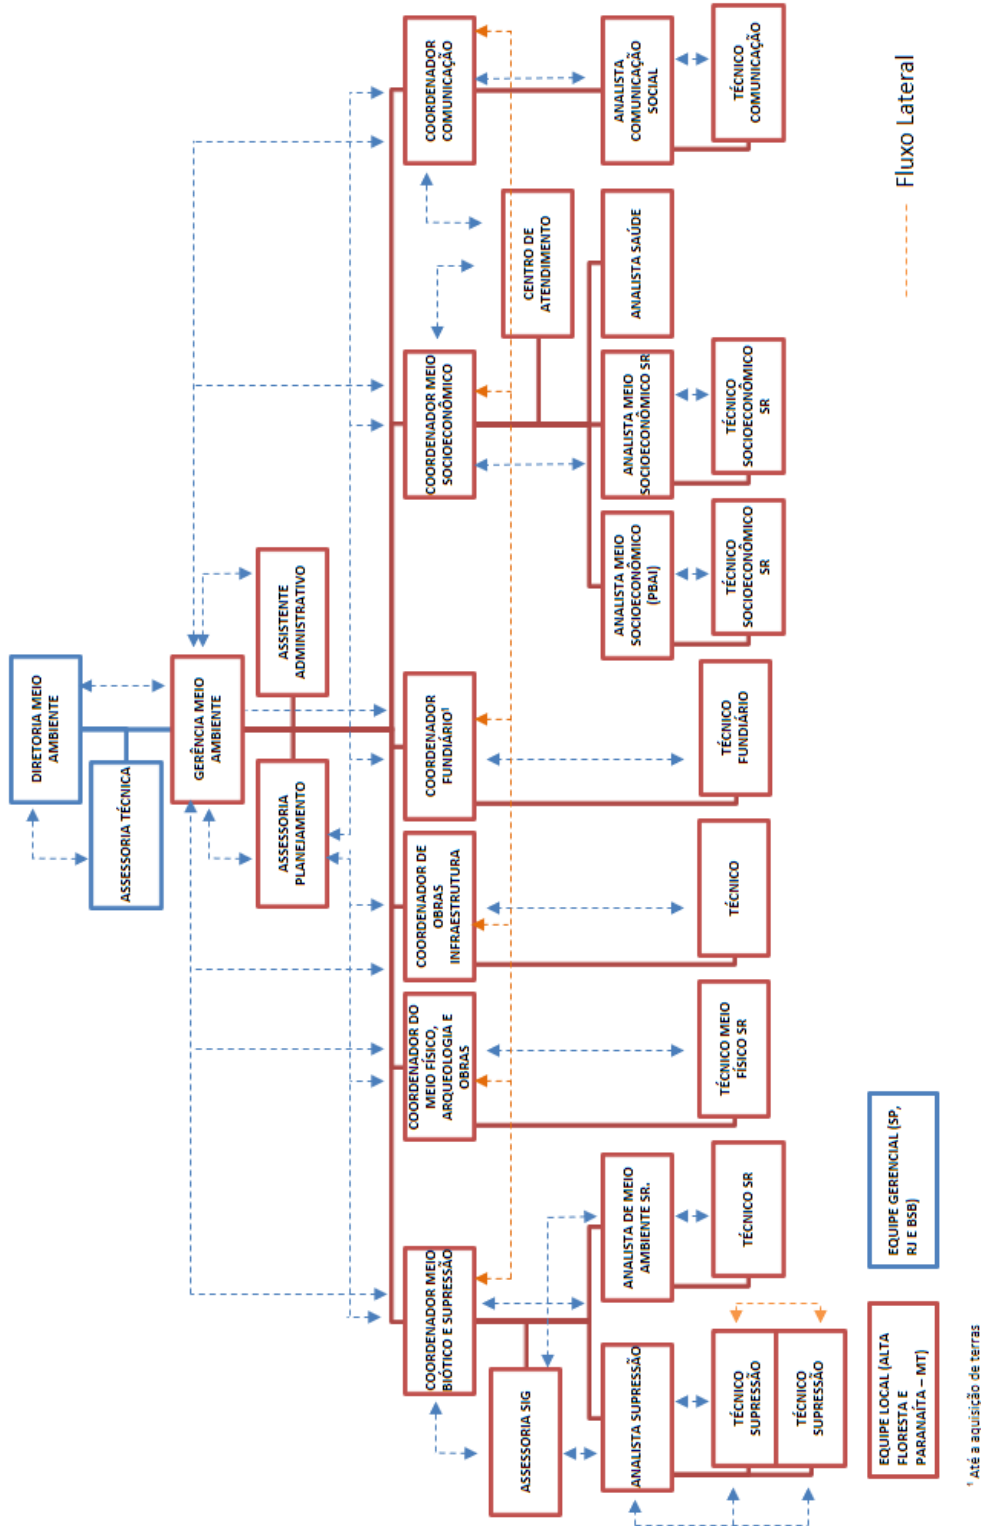 DIRETORIA MEIO
AMBIENTE
ASSESSORIA TÉCNICA
GERÊNCIA MEIO
AMBIENTE
ASSESSORIA
PLANEJAMENTO
ASSISTENTE
ADMINISTRATIVO
COORDENADOR MEIO
BIÓTICO E SUPRESSÃO
COORDENADOR DO
MEIO FÍSICO,
ARQUEOLOGIA E
OBRAS
COORDENADOR DE
OBRAS
INFRAESTRUTURA
COORDENADOR
FUNDIÁRIO¹
COORDENADOR MEIO
SOCIOECONÔMICO
COORDENADOR
COMUNICAÇÃO
ASSESSORIA SIG
CENTRO DE
ATENDIMENTO
ANALISTA SUPRESSÃO
ANALISTA DE MEIO
AMBIENTE SR.
ANALISTA MEIO
SOCIOECONÔMICO
(PBAI)
ANALISTA MEIO
SOCIOECONÔMICO SR
ANALISTA SAÚDE
ANALISTA
COMUNICAÇÃO
SOCIAL
TÉCNICO
SUPRESSÃO
TÉCNICO
SUPRESSÃO
TÉCNICO SR
TÉCNICO MEIO
FÍSICO SR
TÉCNICO
TÉCNICO
FUNDIÁRIO
TÉCNICO
SOCIOECONÔMICO
SR
TÉCNICO
SOCIOECONÔMICO
SR
TÉCNICO
COMUNICAÇÃO
EQUIPE LOCAL (ALTA
FLORESTA E
PARANAÍTA – MT)
EQUIPE GERENCIAL (SP,
RJ E BSB)
Fluxo Lateral
¹ Até a aquisição de terras